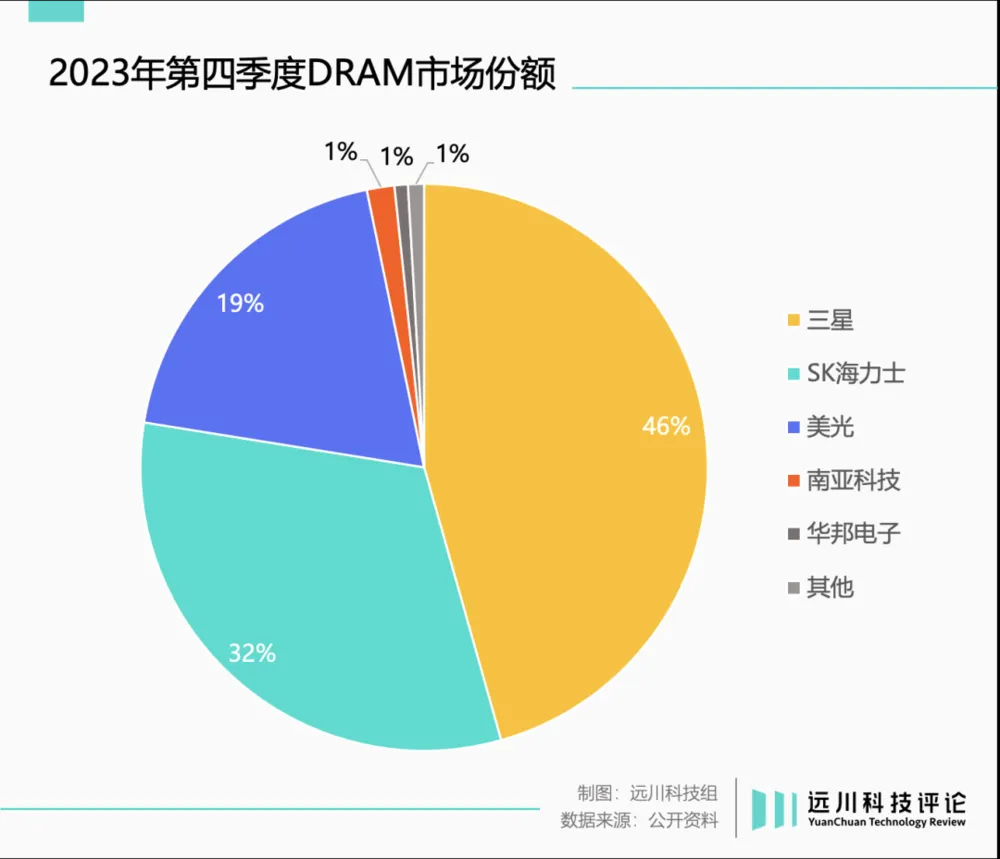 2023年第四季度DRAM市场份额
1%
1%
1%
19%
46%
32%
三星
SK海力士
美光
南亚科技
华邦电子
其他
制图：远川科技组
数据来源：公开资料
远川科技评论
YuanChuan Technology Review